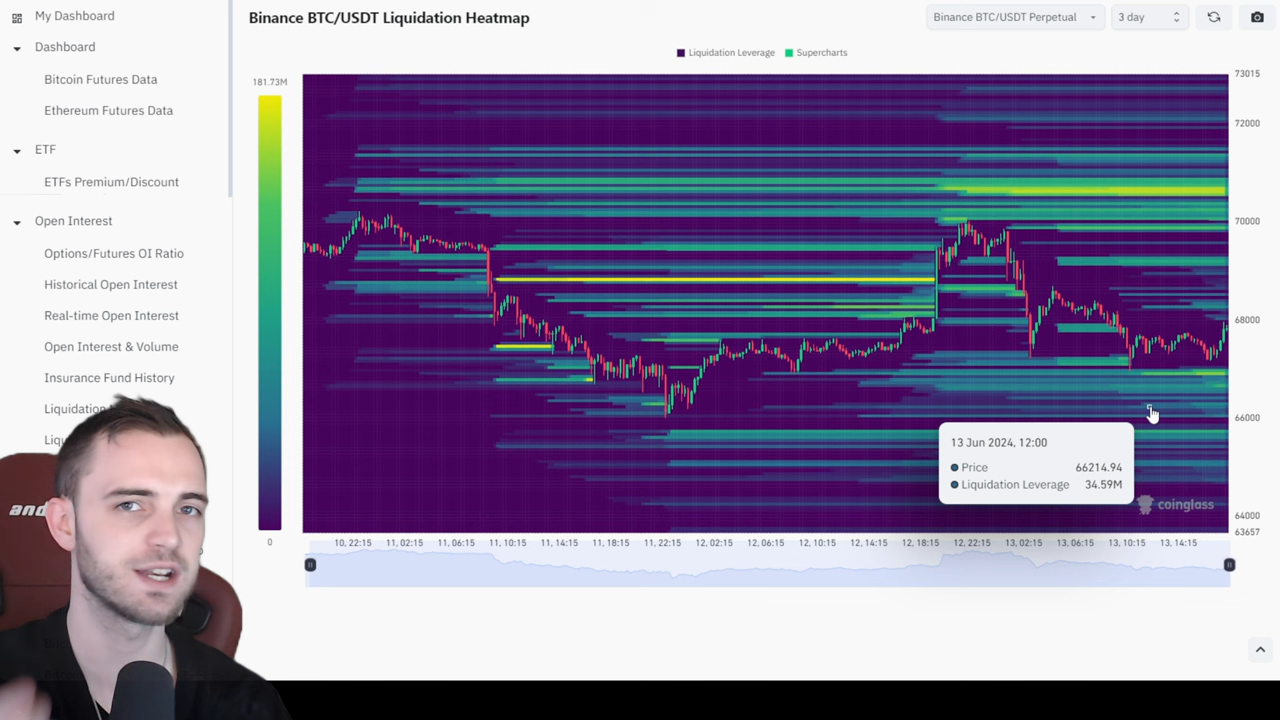 My Dashboard
Dashboard
Bitcoin Futures Data
Ethereum Futures Data
ETF
ETFs Premium/Discount
Open Interest
Options/Futures OI Ratio
Historical Open Interest
Real-time Open Interest
Open Interest & Volume
Insurance Fund History
Liquidation
and
Binance BTC/USDT Liquidation Heatmap
Binance BTC/USDT Perpetual
3 day
Liquidation Leverage
Supercharts
181.73M
0
73015
72000
70000
68000
66000
64000
63657
13 Jun 2024, 12:00
Price 66214.94
Liquidation Leverage 34.59M
coinglass
10, 22:15 11, 02:15 11, 06:15 11, 10:15 11, 14:15 11, 18:15 11, 22:15 12, 02:15 12, 06:15 12, 10:15 12, 14:15 12, 18:15 12, 22:15 13, 02:15 13, 06:15 13, 10:15 13, 14:15